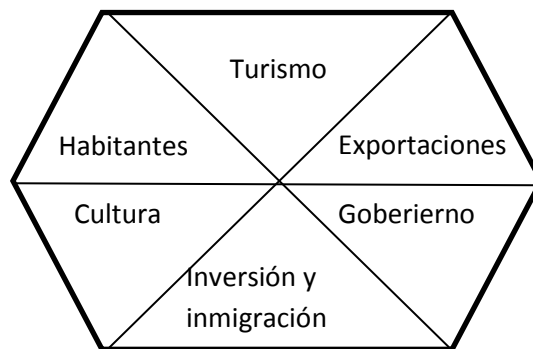 Turismo
Habitantes
Exportaciones
Cultura
Goberierno
Inversión y
inmigración